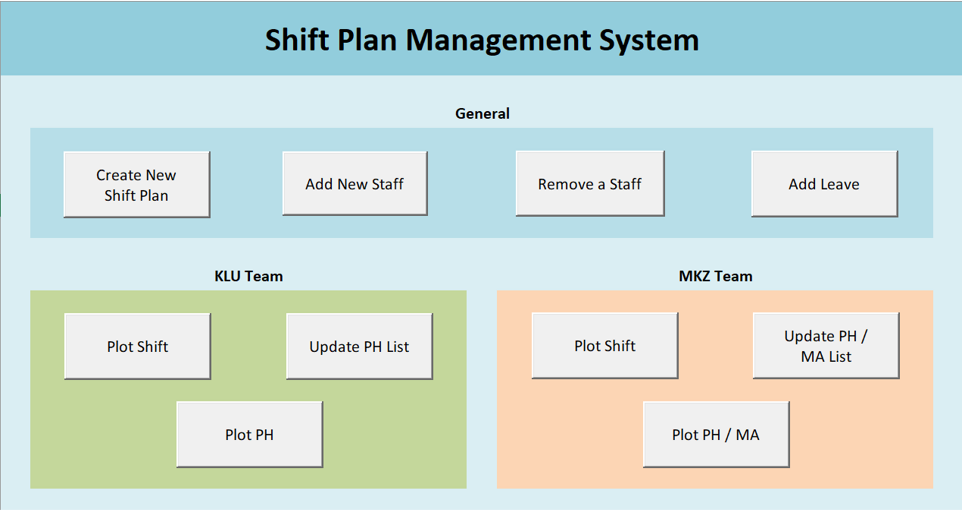 Shift Plan Management System
General
Create New
Shift Plan
Add New Staff
Remove a Staff
Add Leave
KLU Team
Plot Shift
Update PH List
Plot PH
MKZ Team
Plot Shift
Update PH /
MA List
Plot PH / MA